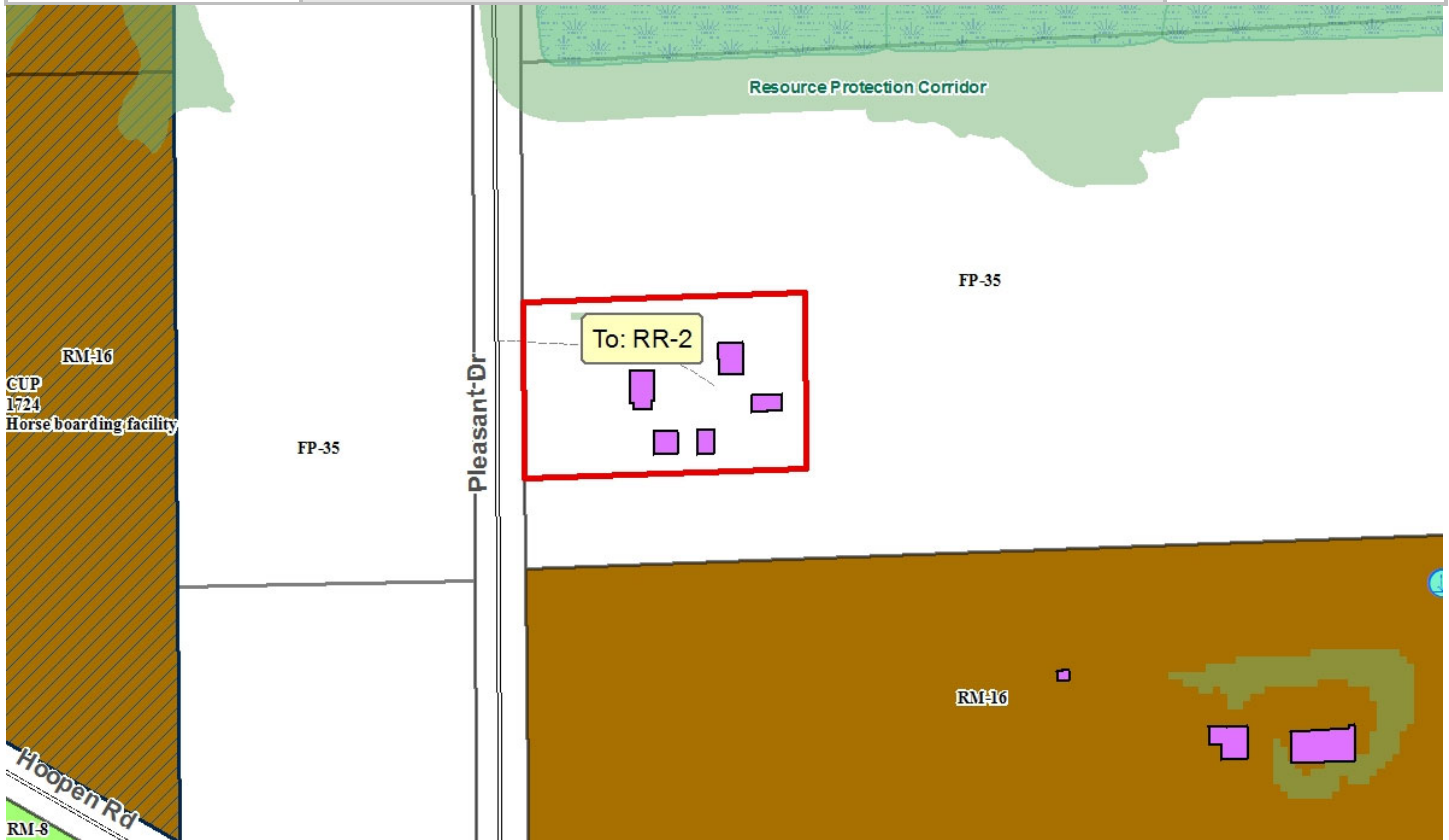 Resource Protection Corridor
FP-35
To: RR-2
RM-16
CUP
1724
Horse boarding facility
Pleasant Dr
FP-35
RM-16
Hoopen Rd
RM-8